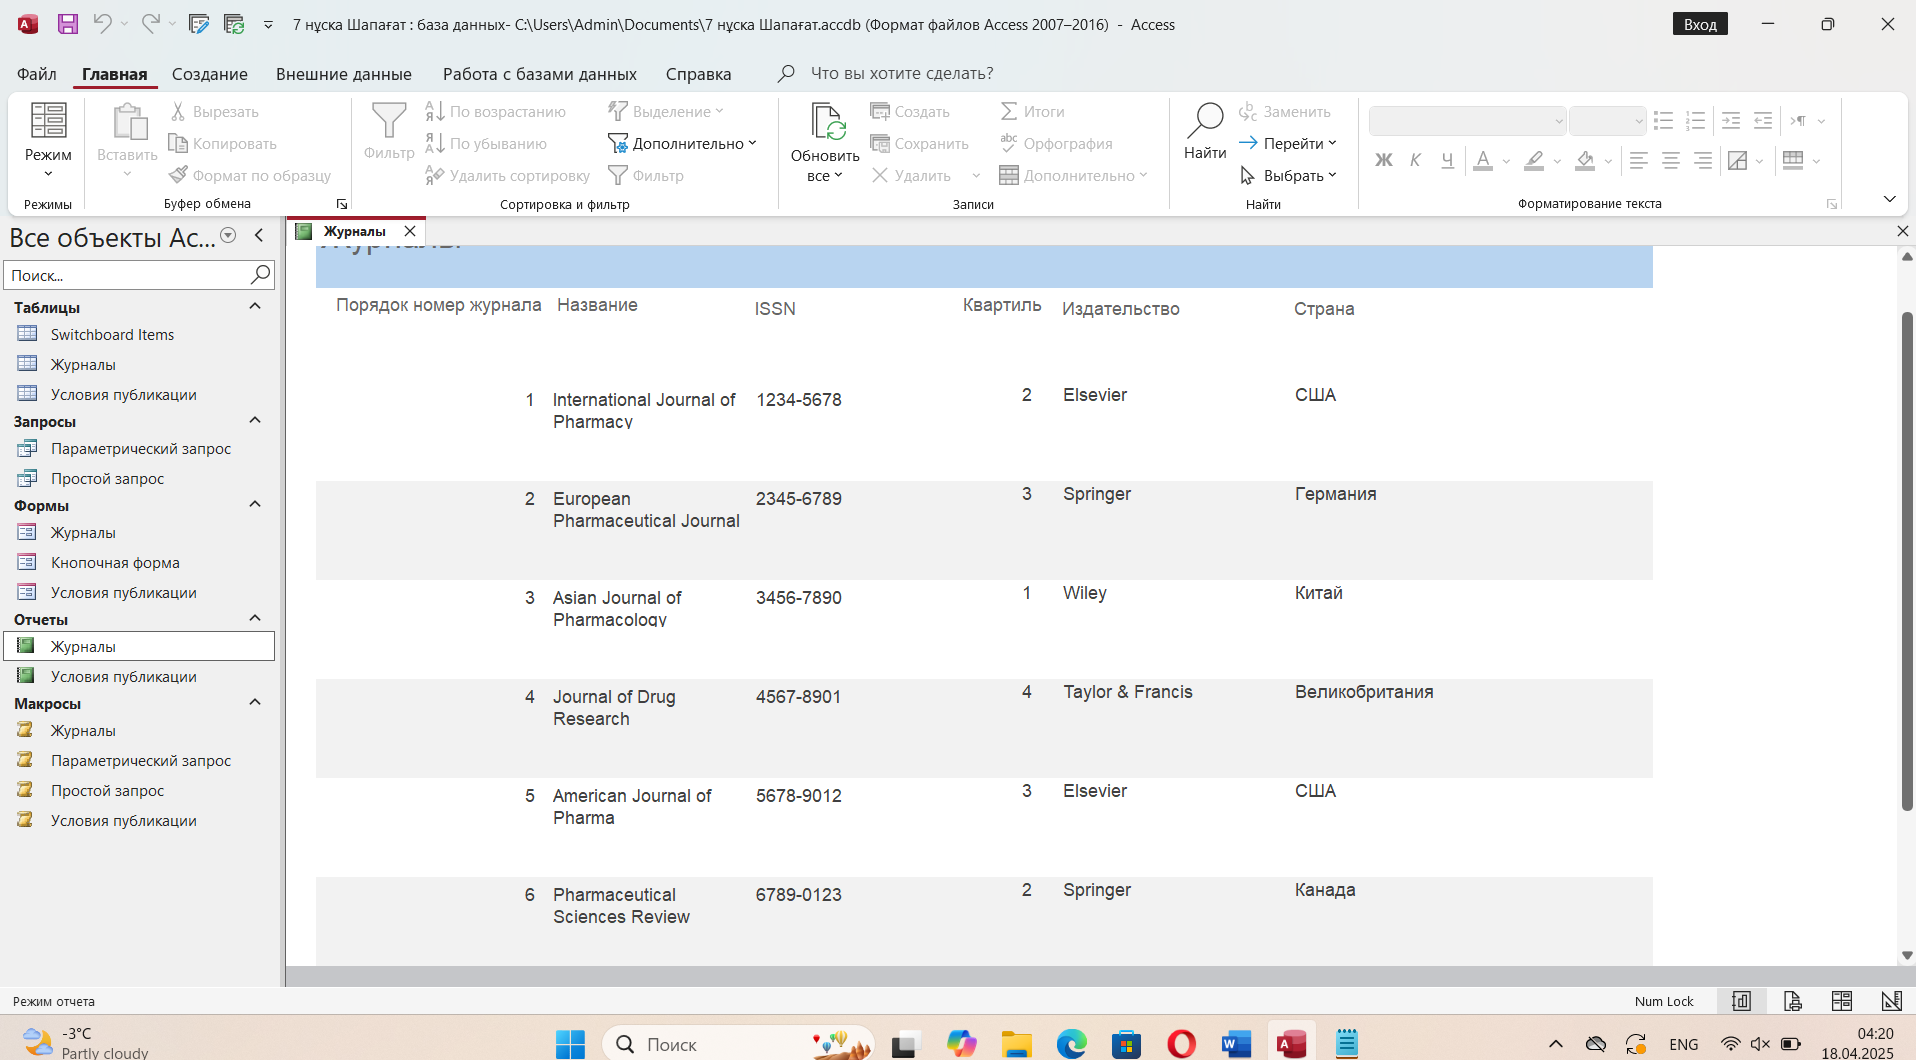 7 нұска Шапағат : база данных- C:\Users\Admin\Documents\7 нұска Шапағат.accdb (Формат файлов Access 2007–2016) - Access
Вход
Файл
Главная
Создание
Внешние данные
Работа с базами данных
Справка
Что вы хотите сделать?
Режим
Режимы
Вставить
Вырезать
Копировать
Формат по образцу
Буфер обмена
Фильтр
По возрастанию
По убыванию
Удалить сортировку
Выделение
Дополнительно
Фильтр
Сортировка и фильтр
Обновить
все
Создать
Сохранить
Удалить
Итоги
Орфография
Дополнительно
Записи
Найти
Заменить
Перейти
Выбрать
Найти
Ж К Ч А
Форматирование текста
Все объекты Ac...
Поиск...
Таблицы
Switchboard Items
Журналы
Условия публикации
Запросы
Параметрический запрос
Простой запрос
Формы
Журналы
Кнопочная форма
Условия публикации
Отчеты
Журналы
Условия публикации
Макросы
Журналы
Параметрический запрос
Простой запрос
Условия публикации
Журналы
Журналы
Порядок номер журнала Название ISSN Квартиль Издательство Страна
1 International Journal of Pharmacy 1234-5678 2 Elsevier США
2 European Pharmaceutical Journal 2345-6789 3 Springer Германия
3 Asian Journal of Pharmacology 3456-7890 1 Wiley Китай
4 Journal of Drug Research 4567-8901 4 Taylor & Francis Великобритания
5 American Journal of Pharma 5678-9012 3 Elsevier США
6 Pharmaceutical Sciences Review 6789-0123 2 Springer Канада
Режим отчета
Num Lock
-3°C
Partly cloudy
Поиск
ENG
04:20
18.04.2025